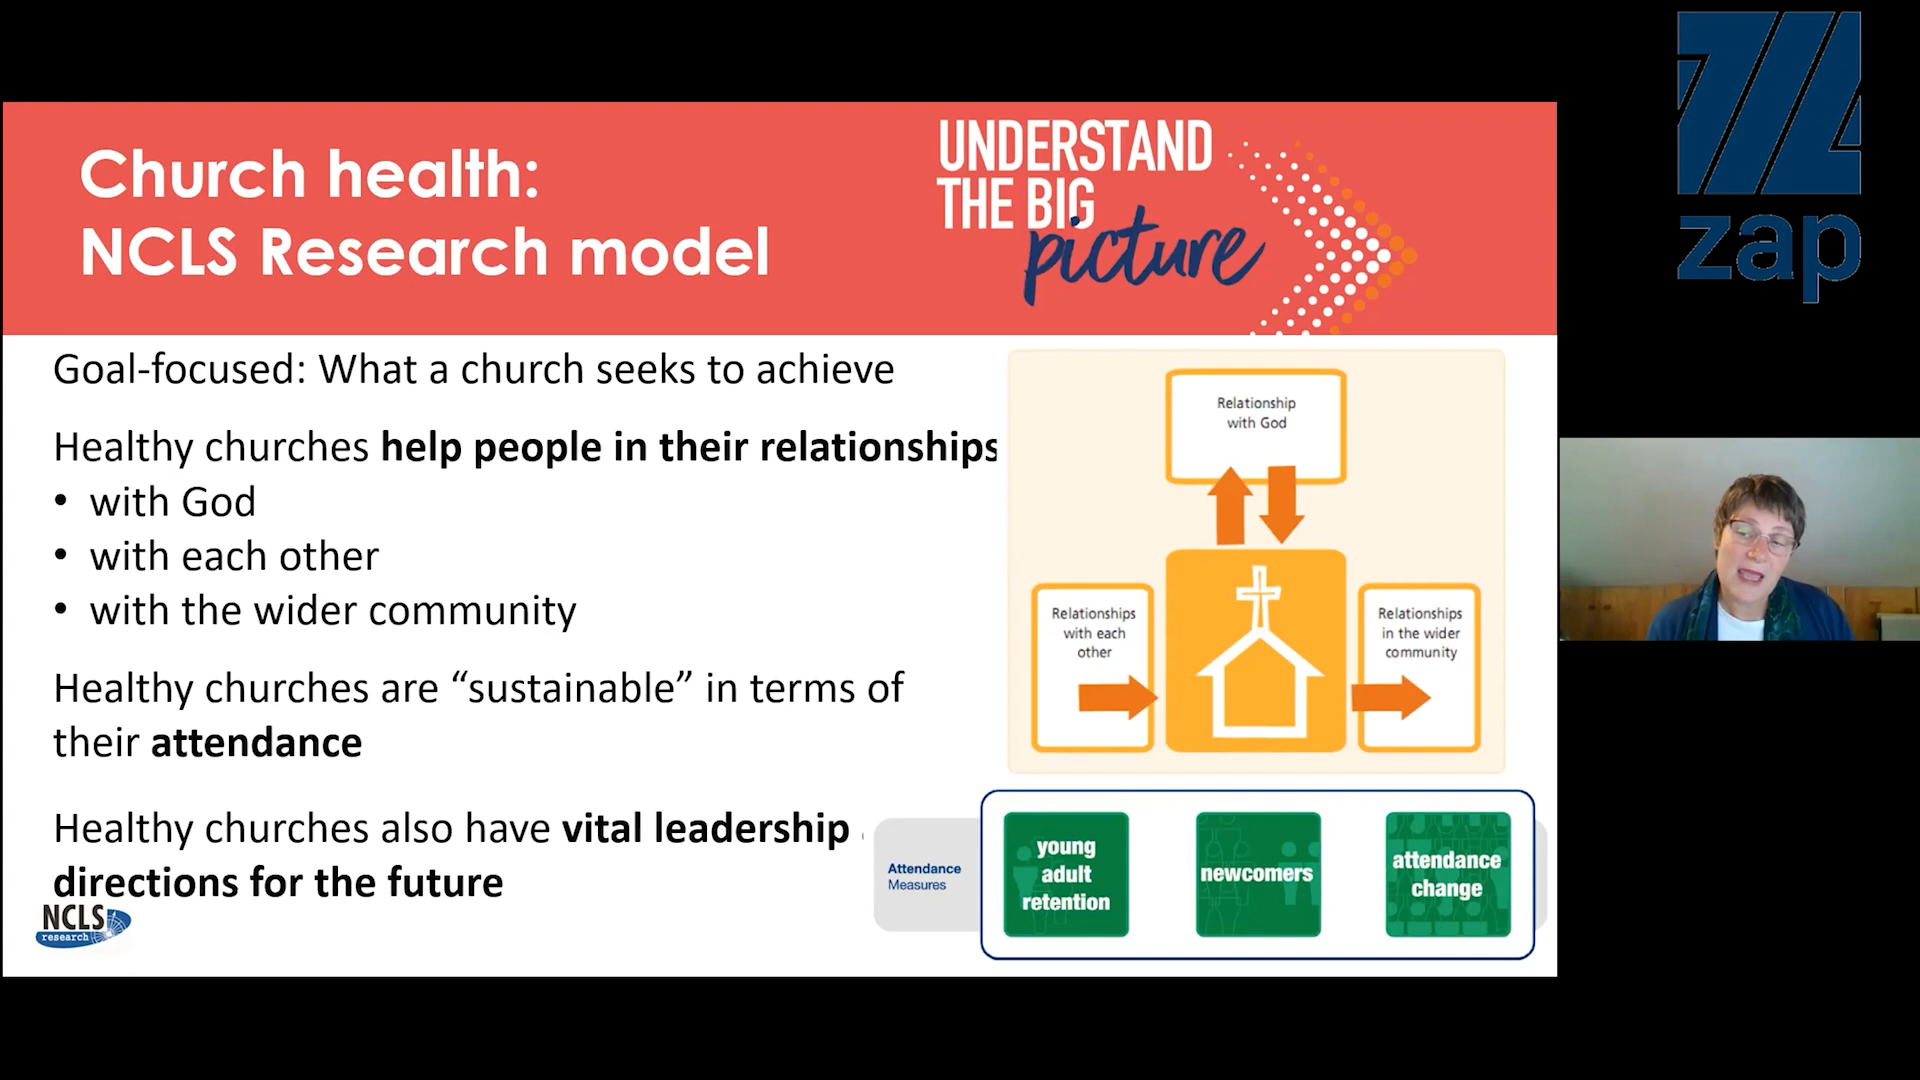 Church health:
NCLS Research model
UNDERSTAND
THE BIG
picture
zap
Goal-focused: What a church seeks to achieve
Healthy churches help people in their relationships
• with God
• with each other
• with the wider community
Healthy churches are “sustainable” in terms of
their attendance
Healthy churches also have vital leadership
directions for the future
NCLS
research
Relationship
with God
Relationships
with each
other
Relationships
in the wider
community
Attendance
Measures
young
adult
retention
newcomers
attendance
change